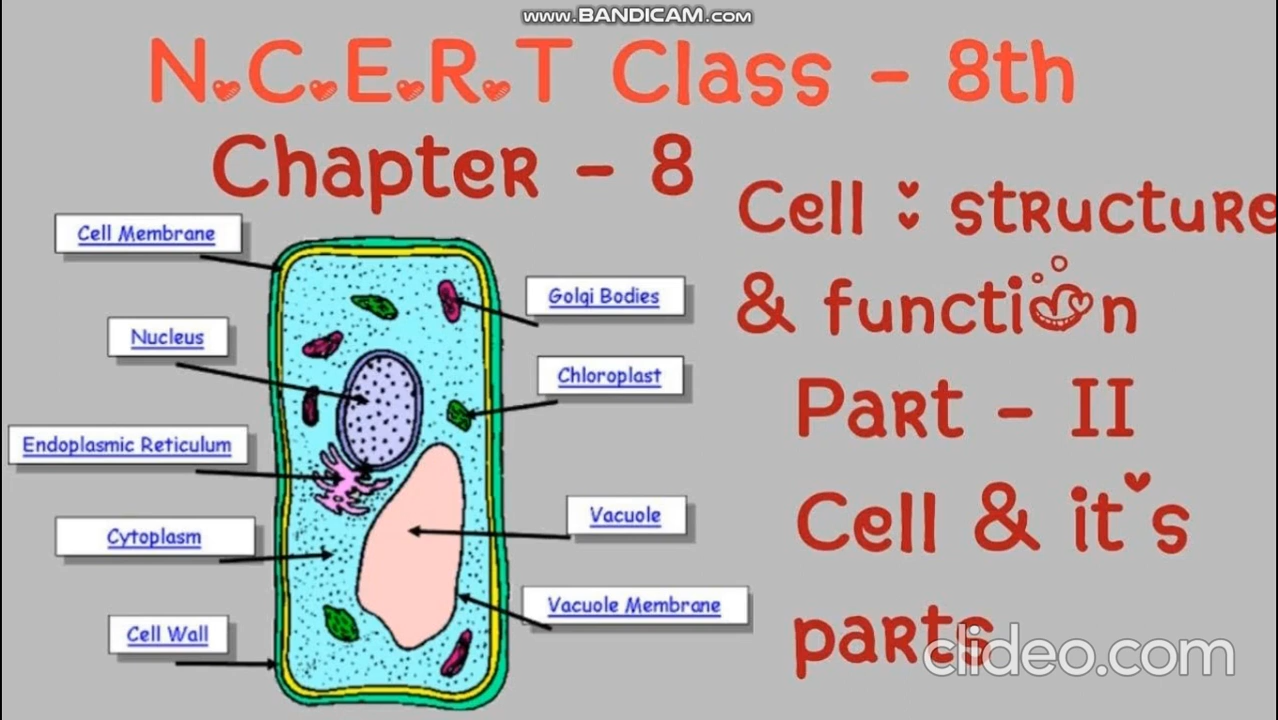 www.BANDICAM.com
N.C.E.R.T Class - 8th
Chapter - 8
Cell : structure
& function
Part - II
Cell & it's
parts
Cell Membrane
Nucleus
Endoplasmic Reticulum
Cytoplasm
Cell Wall
Golgi Bodies
Chloroplast
Vacuole
Vacuole Membrane
clideo.com